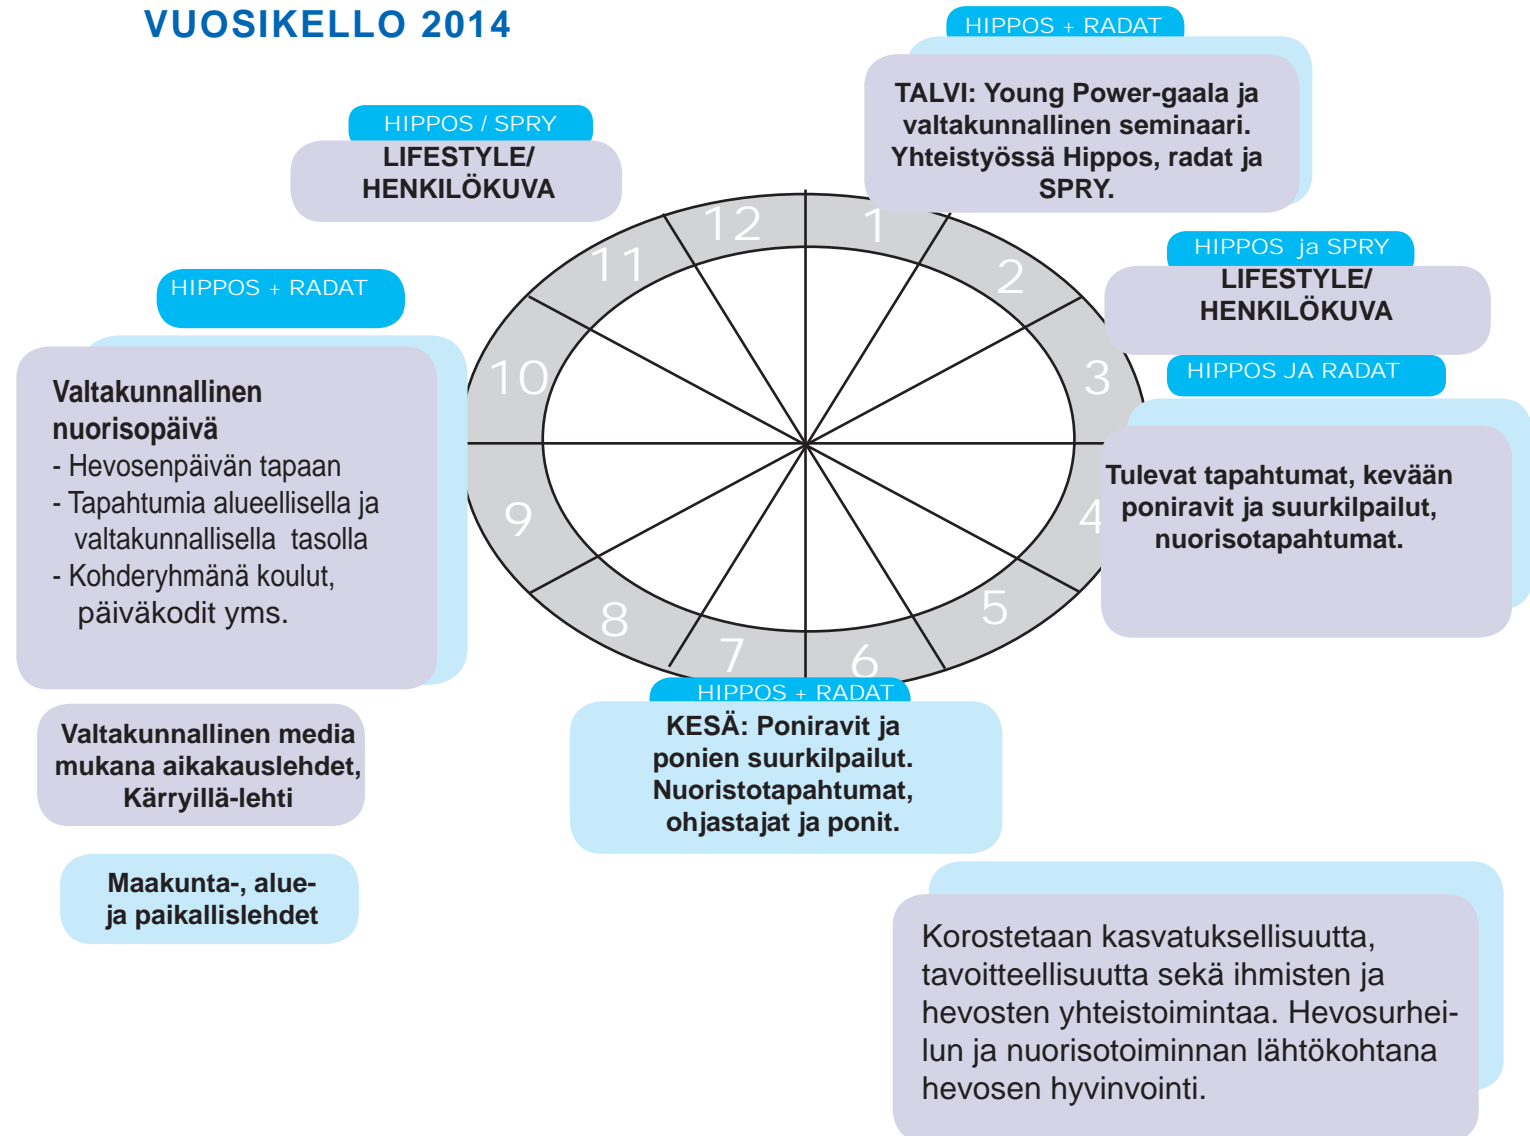 VUOSIKELLO 2014
HIPPOS + RADAT
TALVI: Young Power-gaala ja
valtakunnallinen seminaari.
Yhteistyössä Hippos, radat ja
SPRY.
HIPPOS / SPRY
LIFESTYLE/
HENKILÖKUVA
HIPPOS ja SPRY
LIFESTYLE/
HENKILÖKUVA
HIPPOS JA RADAT
Tulevat tapahtumat, kevään
poniravit ja suurkilpailut,
nuorisotapahtumat.
12
1
2
3
4
5
6
7
8
9
10
11
HIPPOS + RADAT
Valtakunnallinen
nuorisopäivä
- Hevosenpäivän tapaan
- Tapahtumia alueellisella ja
valtakunnallisella tasolla
- Kohderyhmänä koulut,
päiväkodit yms.
HIPPOS + RADAT
KESÄ: Poniravit ja
ponien suurkilpailut.
Nuoristotapahtumat,
ohjastajat ja ponit.
Valtakunnallinen media
mukana aikakauslehdet,
Kärryillä-lehti
Maakunta-, alue-
ja paikallislehdet
Korostetaan kasvatuksellisuutta,
tavoitteellisuutta sekä ihmisten ja
hevosten yhteistoimintaa. Hevosurhei-
lun ja nuorisotoiminnan lähtökohtana
hevosen hyvinvointi.